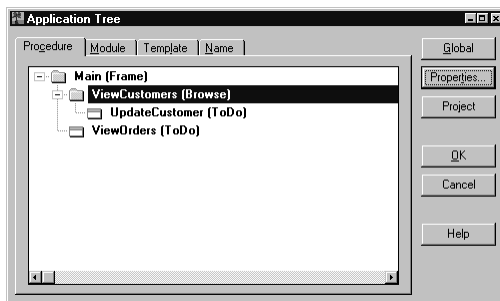 Application Tree
Procedure Module Template Name
Main (Frame)
ViewCustomers (Browse)
UpdateCustomer (ToDo)
ViewOrders (ToDo)
Global
Properties...
Project
OK
Cancel
Help